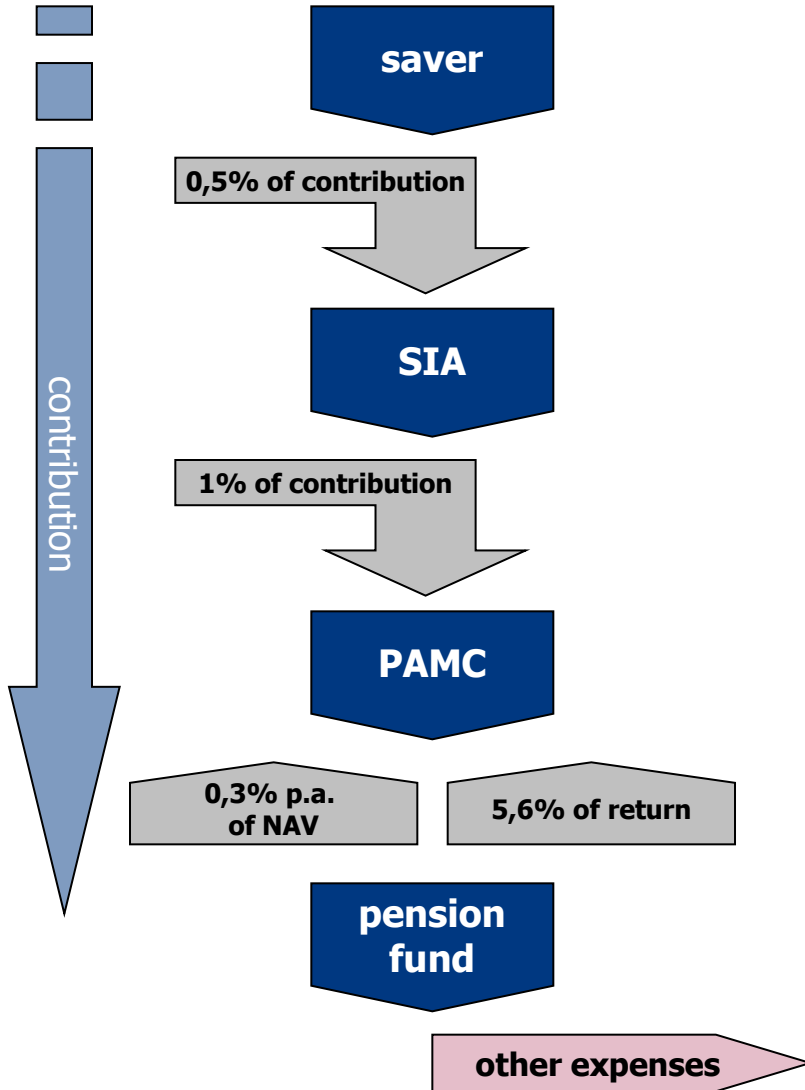 saver
0,5% of contribution
SIA
contribution
1% of contribution
PAMC
0,3% p.a.
of NAV
5,6% of return
pension
fund
other expenses